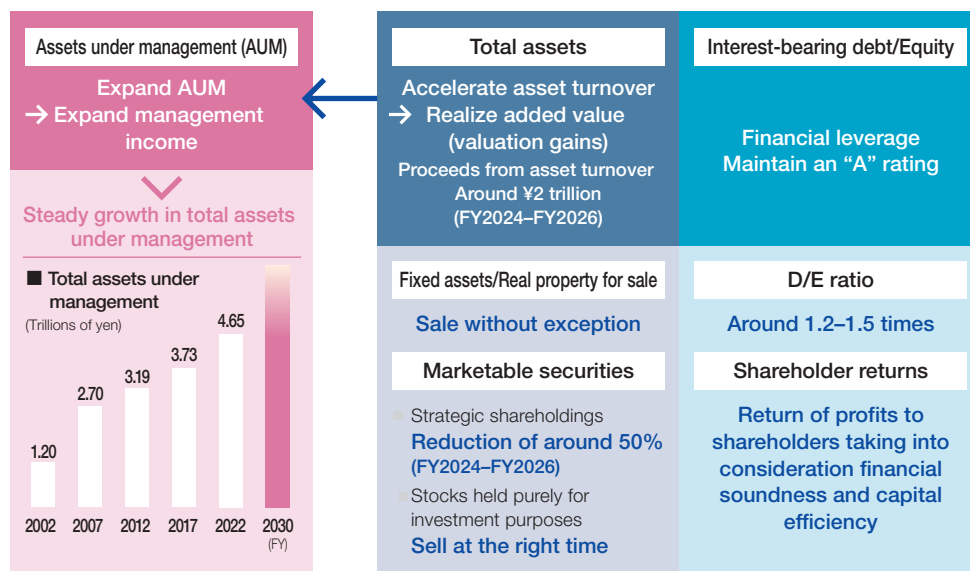 Assets under management (AUM)
Expand AUM
→ Expand management
income
Steady growth in total assets
under management
■ Total assets under
management
(Trillions of yen)
1.20
2.70
3.19
3.73
4.65
2002 2007 2012 2017 2022 2030
(FY)
Total assets
Accelerate asset turnover
→ Realize added value
(valuation gains)
Proceeds from asset turnover
Around ¥2 trillion
(FY2024–FY2026)
Fixed assets/Real property for sale
Sale without exception
Marketable securities
Strategic shareholdings
Reduction of around 50%
(FY2024–FY2026)
Stocks held purely for
investment purposes
Sell at the right time
Interest-bearing debt/Equity
Financial leverage
Maintain an “A” rating
D/E ratio
Around 1.2–1.5 times
Shareholder returns
Return of profits to
shareholders taking into
consideration financial
soundness and capital
efficiency